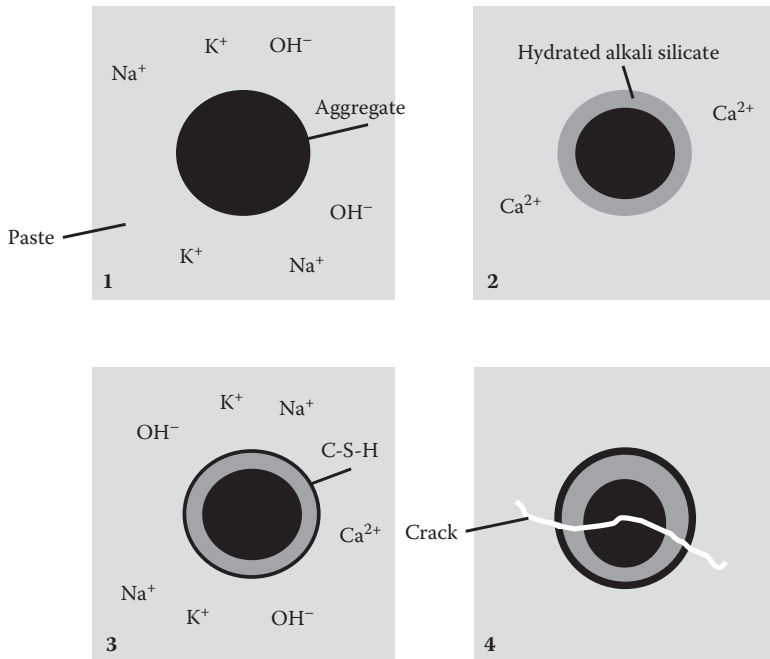 K⁺ OH⁻
Na⁺
Aggregate
OH⁻
Paste
K⁺
Na⁺
1
Hydrated alkali silicate
Ca²⁺
Ca²⁺
2
K⁺
Na⁺
OH⁻
C-S-H
Ca²⁺
Na⁺
K⁺ OH⁻
3
Crack
4